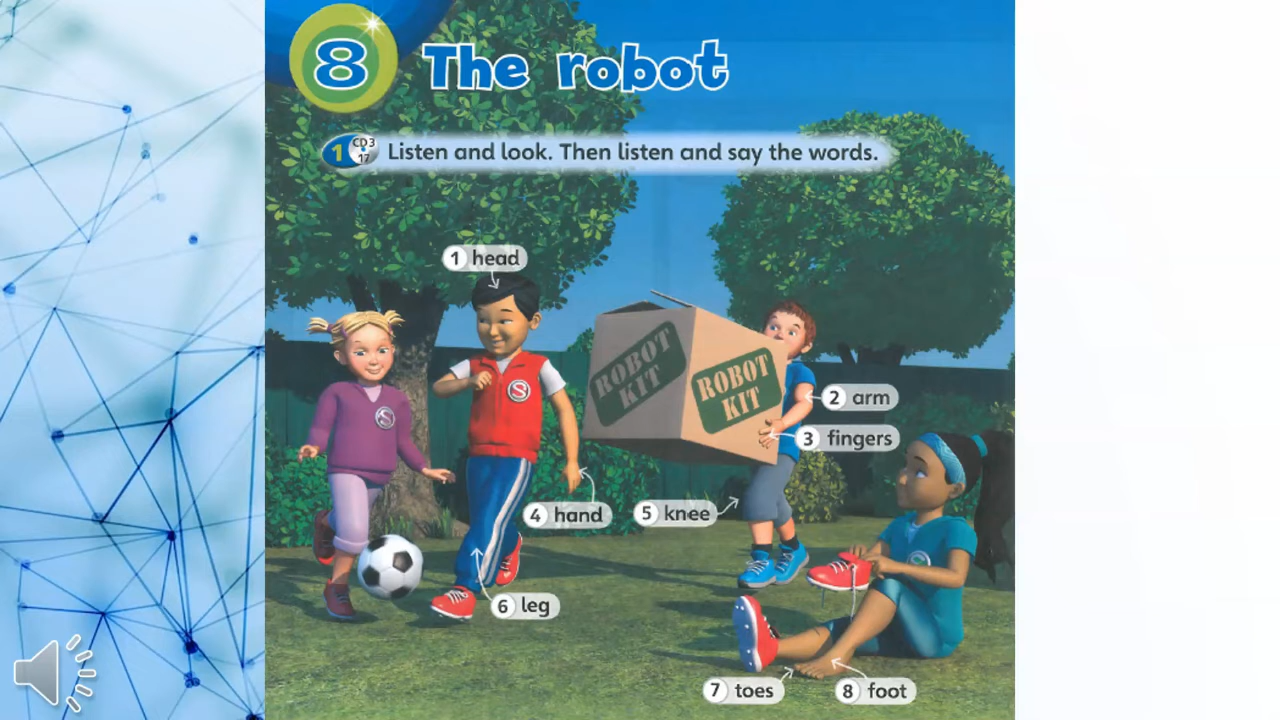 8 The robot
1 CD3 17 Listen and look. Then listen and say the words.
1 head
ROBOT KIT
ROBOT KIT
2 arm
3 fingers
4 hand
5 knee
6 leg
7 toes
8 foot
S
S